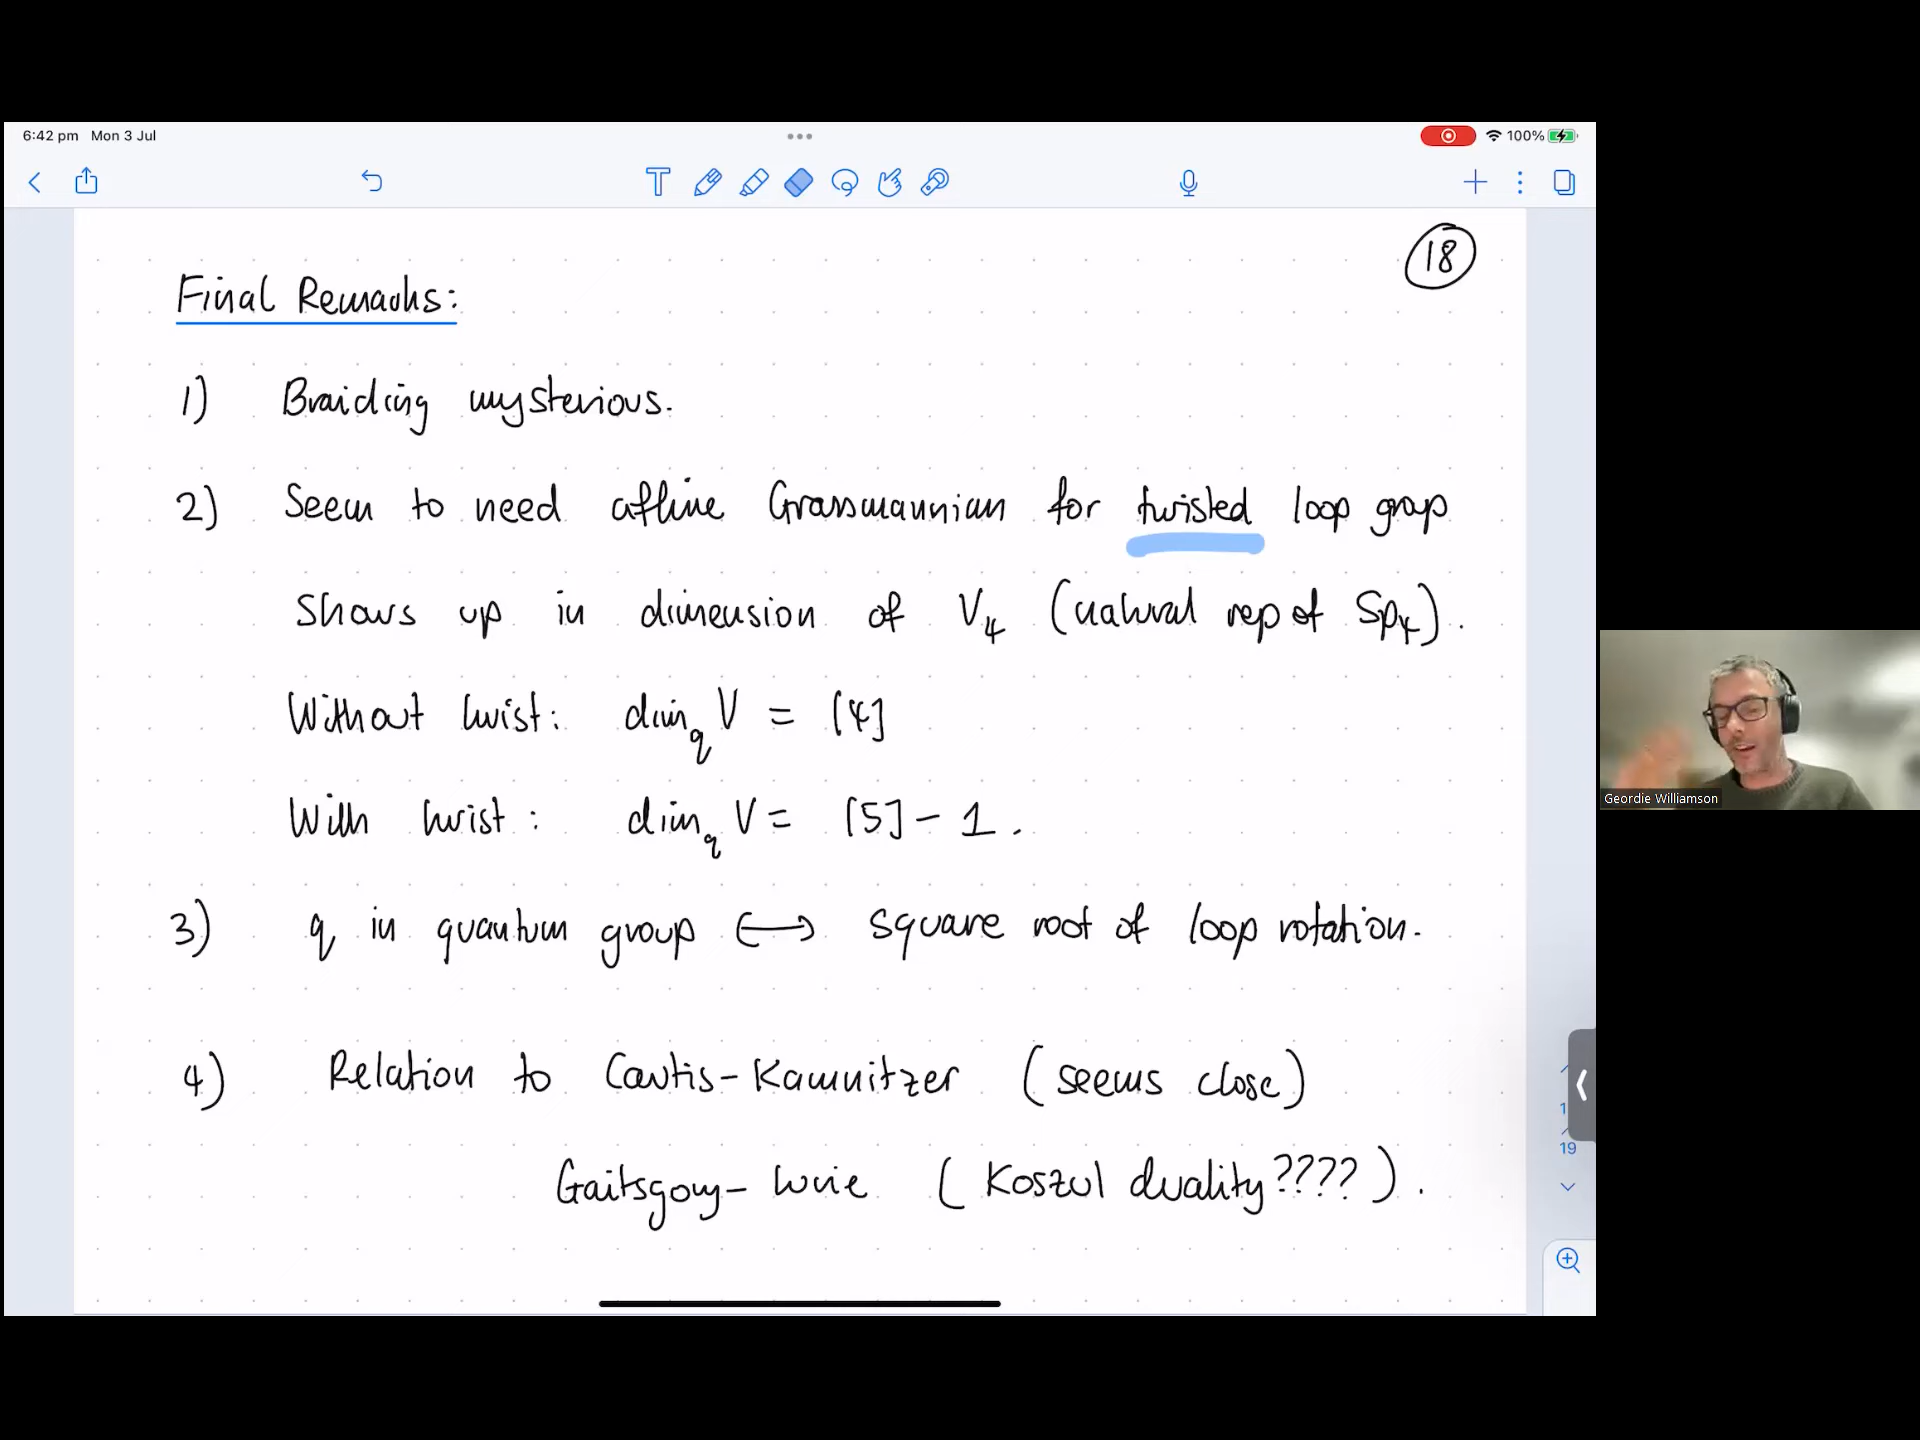 6:42 pm Mon 3 Jul
100%
18
Final Remarks:
1) Braiding mysterious.
2) Seem to need affine Grassmannian for twisted loop group
Shows up in dimension of V₄ (natural rep of Sp₄).
Without twist: dim_q V = [4]
With twist: dim_q V = [5] - 1.
3) q in quantum group ⟷ square root of loop rotation.
4) Relation to Cautis-Kamnitzer (seems close)
Gaitsgory-Lurie (Koszul duality????).
19
Geordie Williamson